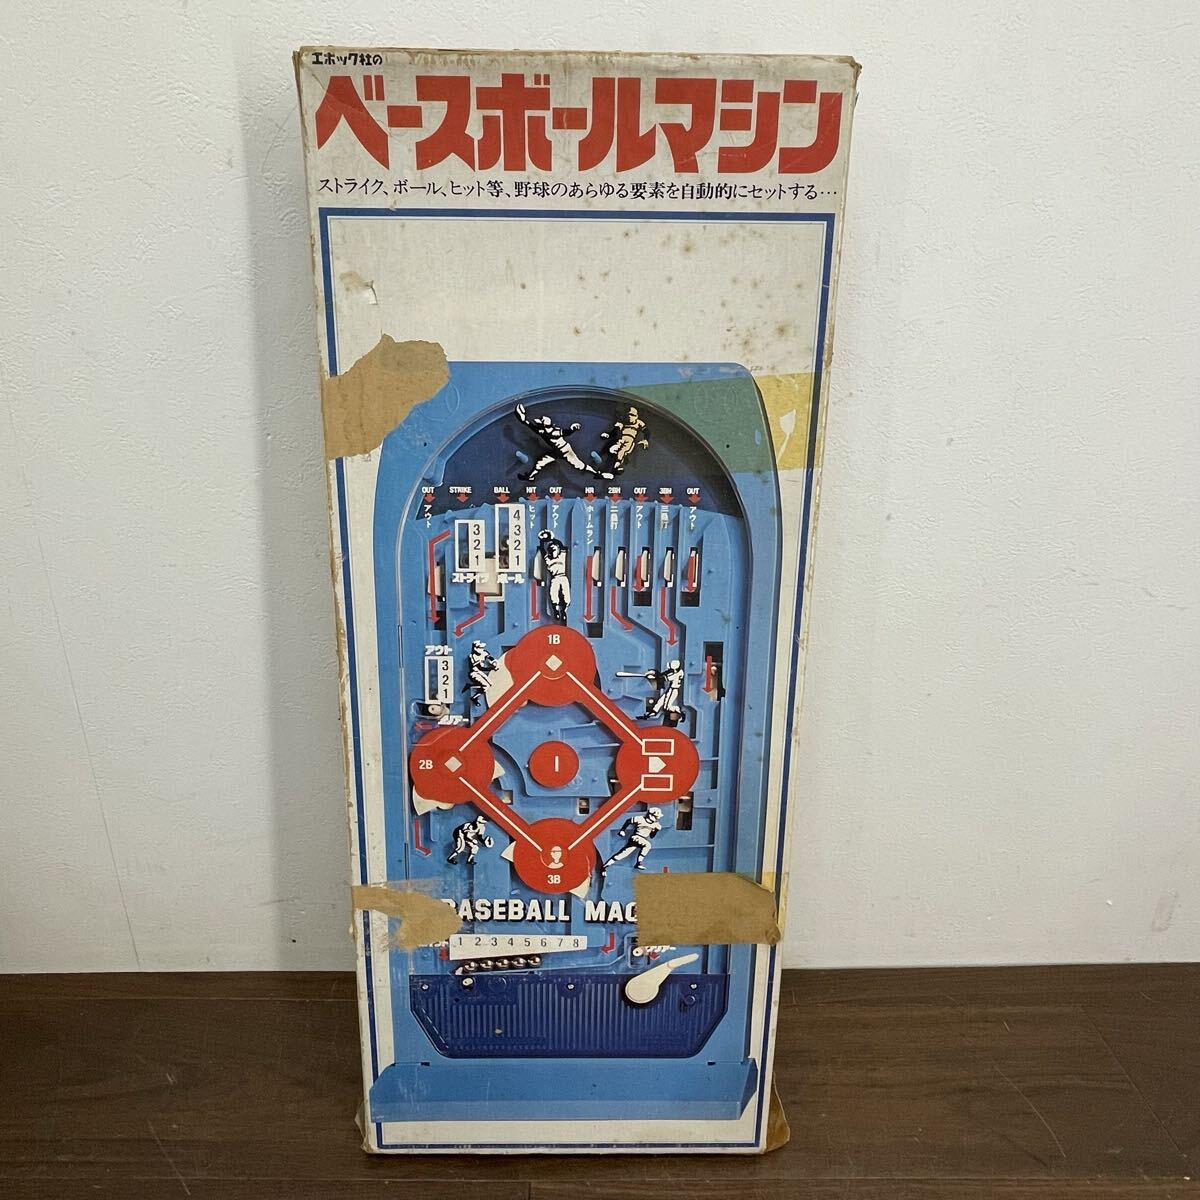 エポック社の
ベースボールマシン
ストライク、ボール、ヒット等、野球のあらゆる要素を自動的にセットする…
OUT STRIKE BALL HIT OUT HR 2BH OUT 3BH OUT
アウト
ヒット
アウト
ホームラン
二塁打
アウト
三塁打
アウト
3
2
1
4
3
2
1
ストライク ボール
アウト
3
2
1
1B
2B
3B
BASEBALL MAC
1 2 3 4 5 6 7 8